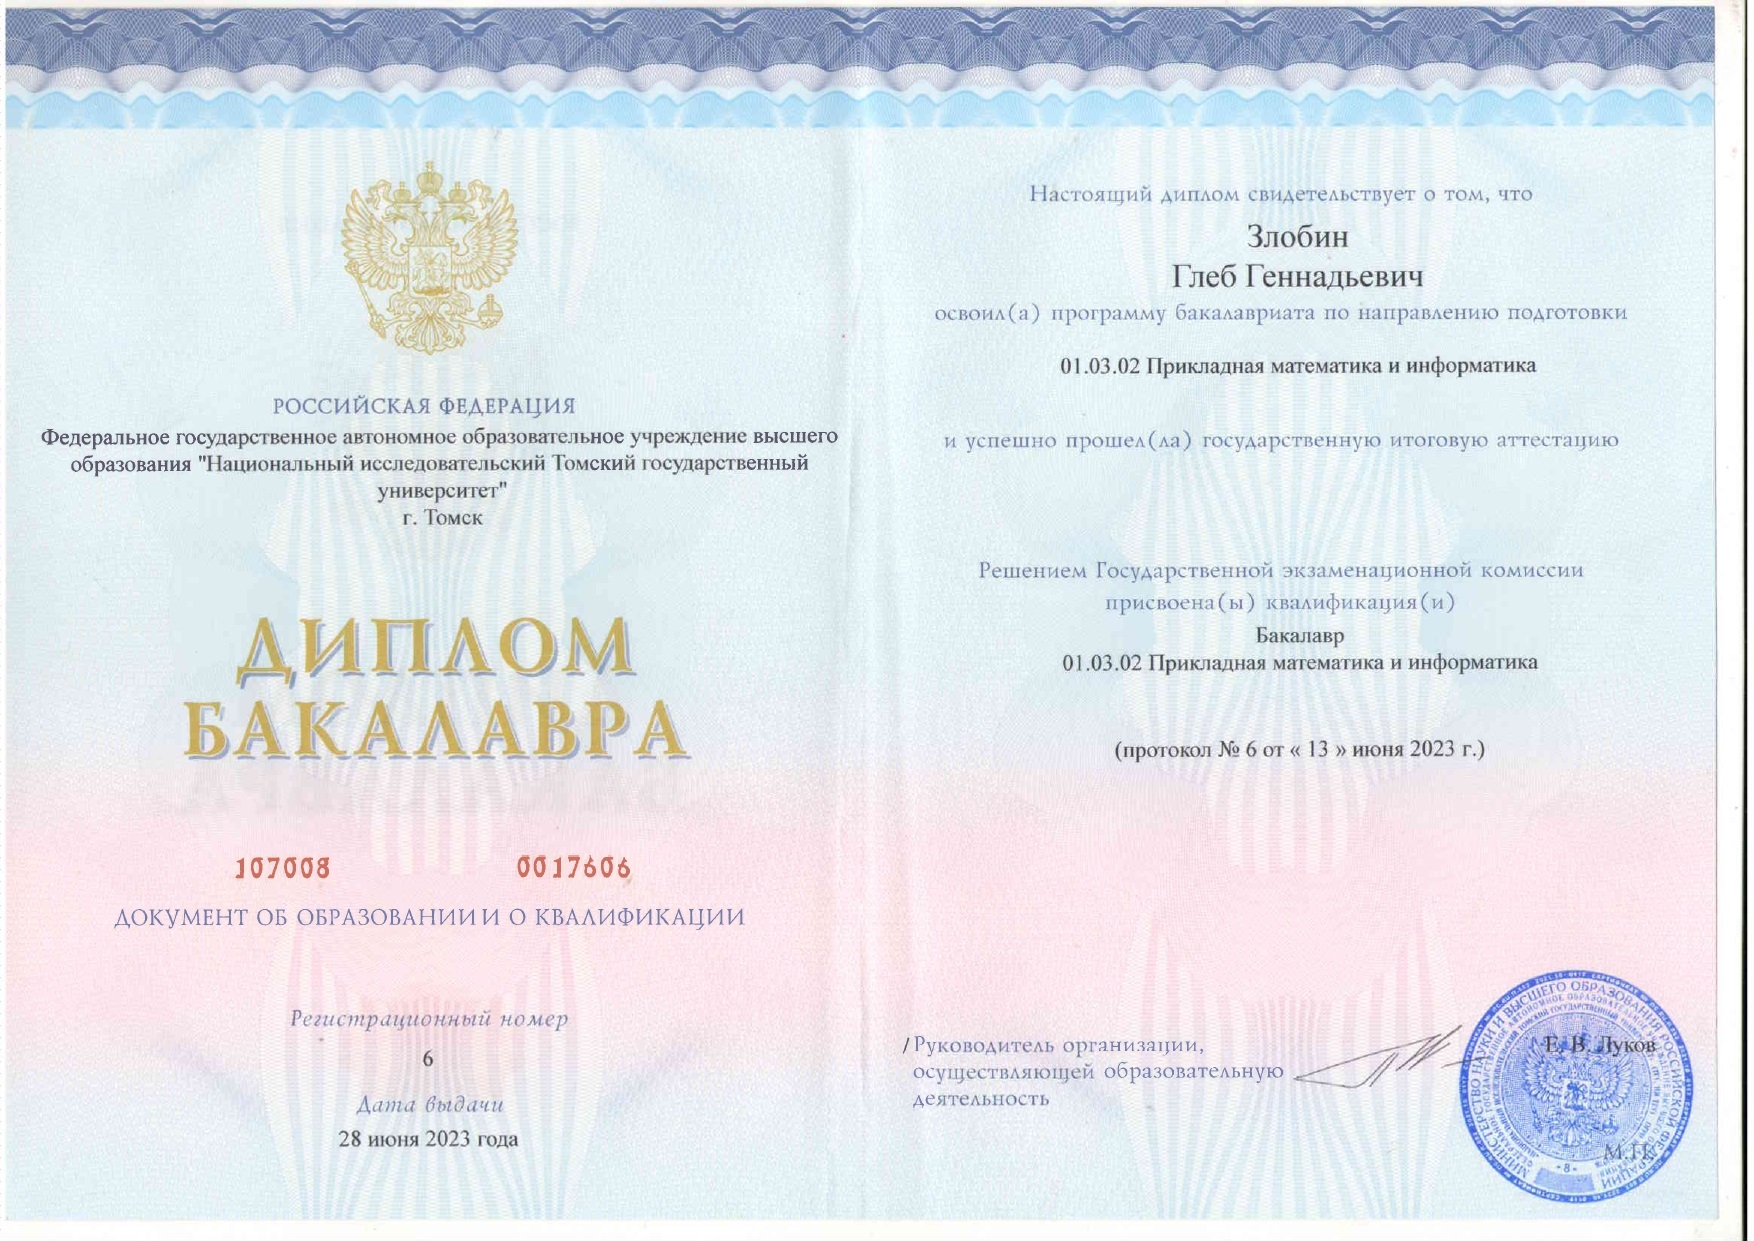 РОССИЙСКАЯ ФЕДЕРАЦИЯ
Федеральное государственное автономное образовательное учреждение высшего
образования "Национальный исследовательский Томский государственный
университет"
г. Томск
ДИПЛОМ
БАКАЛАВРА
107008 0017606
ДОКУМЕНТ ОБ ОБРАЗОВАНИИ И О КВАЛИФИКАЦИИ
Регистрационный номер
6
Дата выдачи
28 июня 2023 года
Настоящий диплом свидетельствует о том, что
Злобин
Глеб Геннадьевич
освоил(а) программу бакалавриата по направлению подготовки
01.03.02 Прикладная математика и информатика
и успешно прошел(ла) государственную итоговую аттестацию
Решением Государственной экзаменационной комиссии
присвоена(ы) квалификация(и)
Бакалавр
01.03.02 Прикладная математика и информатика
(протокол № 6 от « 13 » июня 2023 г.)
/Руководитель организации,
осуществляющей образовательную
деятельность
Е. В. Луков
М.П.
МИНИСТЕРСТВО НАУКИ И ВЫСШЕГО ОБРАЗОВАНИЯ РОССИЙСКОЙ ФЕДЕРАЦИИ
-8-